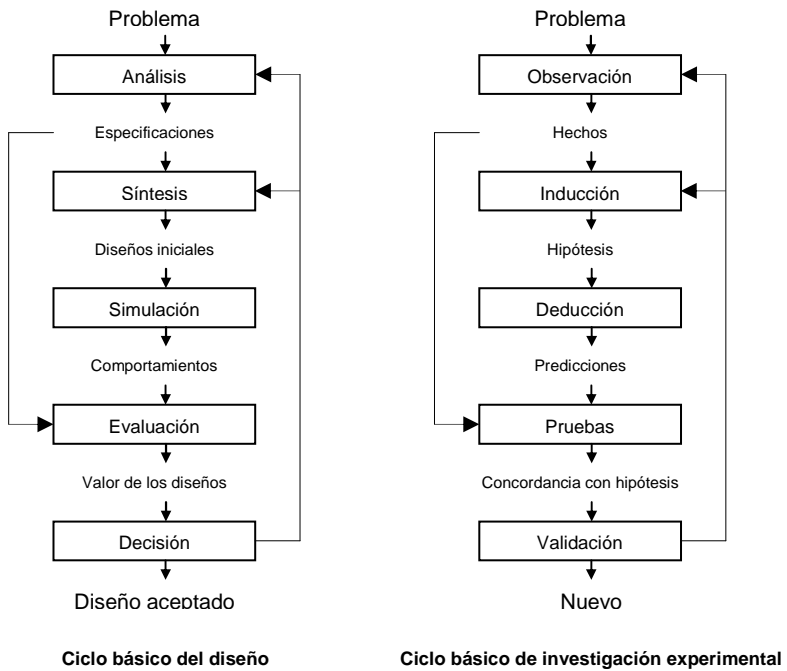 Problema
Análisis
Especificaciones
Síntesis
Diseños iniciales
Simulación
Comportamientos
Evaluación
Valor de los diseños
Decisión
Diseño aceptado
Ciclo básico del diseño
Problema
Observación
Hechos
Inducción
Hipótesis
Deducción
Predicciones
Pruebas
Concordancia con hipótesis
Validación
Nuevo
Ciclo básico de investigación experimental